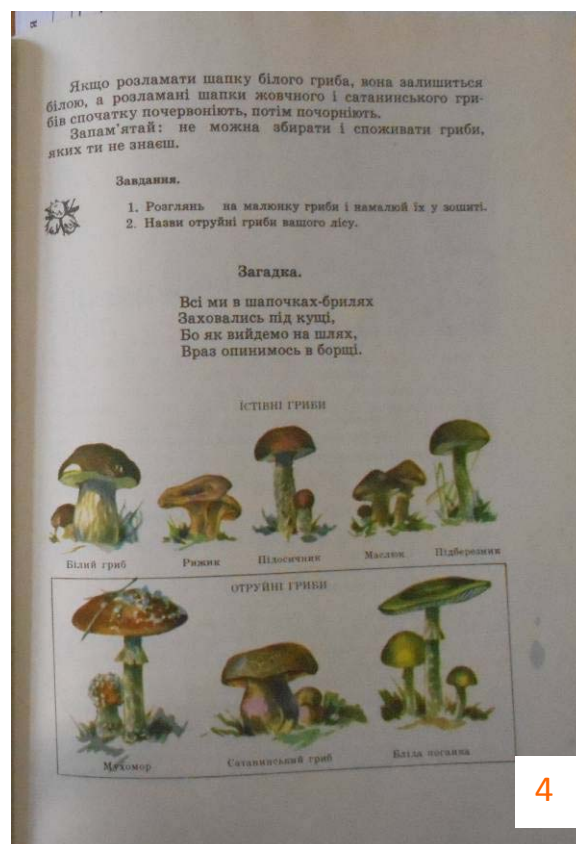 Якщо розламати шапку білого гриба, вона залишиться
білою, а розламані шапки жовчного і сатанинського гри-
бів спочатку почервоніють, потім почорніють.
Запам'ятай: не можна збирати і споживати гриби,
яких ти не знаєш.
Завдання.
1. Розглянь на малюнку гриби і намалюй їх у зошиті.
2. Назви отруйні гриби вашого лісу.
Загадка.
Всі ми в шапочках-брилях
Заховались під кущі,
Бо як вийдемо на шлях,
Враз опинимось в борщі.
ЇСТІВНІ ГРИБИ
Білий гриб Рижик Підосичник Маслюк Підберезник
ОТРУЙНІ ГРИБИ
Мухомор Сатанинський гриб Бліда поганка
4